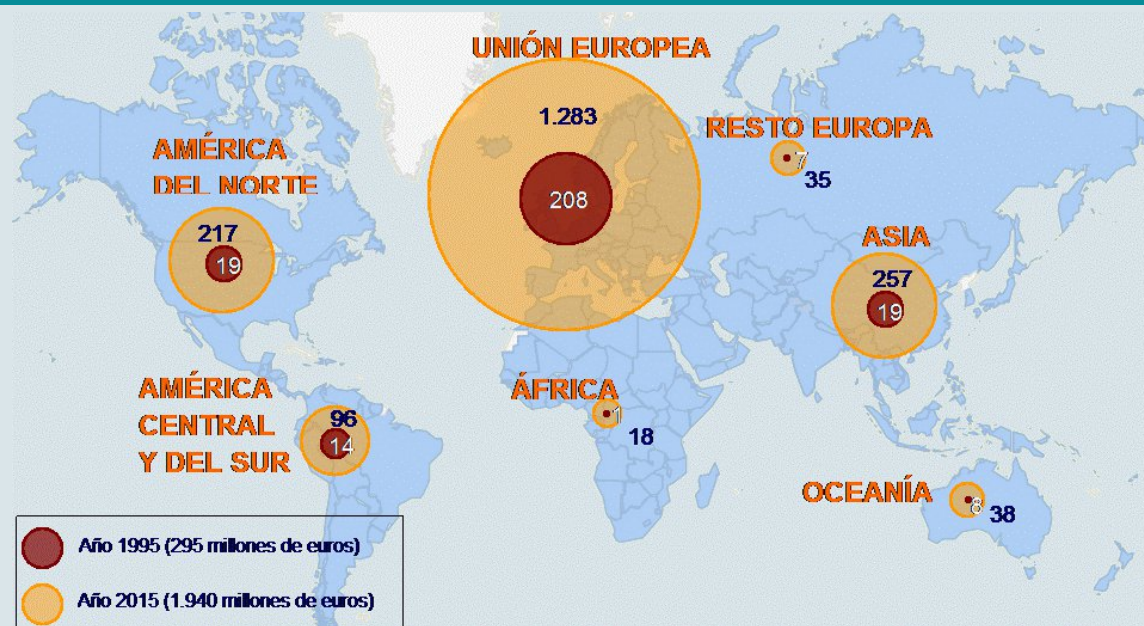 UNIÓN EUROPEA
1.283
208
RESTO EUROPA
7
35
AMÉRICA
DEL NORTE
217
19
ASIA
257
19
AMÉRICA
CENTRAL
Y DEL SUR
96
14
ÁFRICA
1
18
OCEANÍA
8
38
Año 1995 (295 millones de euros)
Año 2015 (1.940 millones de euros)